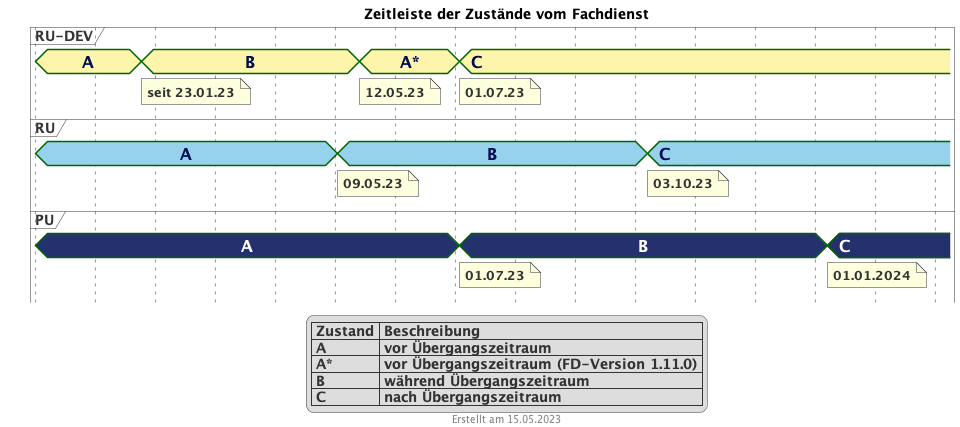 Zeitleiste der Zustände vom Fachdienst
RU-DEV
A B A* C
seit 23.01.23 12.05.23 01.07.23
RU
A B C
09.05.23 03.10.23
PU
A B C
01.07.23 01.01.2024
Zustand Beschreibung
A vor Übergangszeitraum
A* vor Übergangszeitraum (FD-Version 1.11.0)
B während Übergangszeitraum
C nach Übergangszeitraum
Erstellt am 15.05.2023